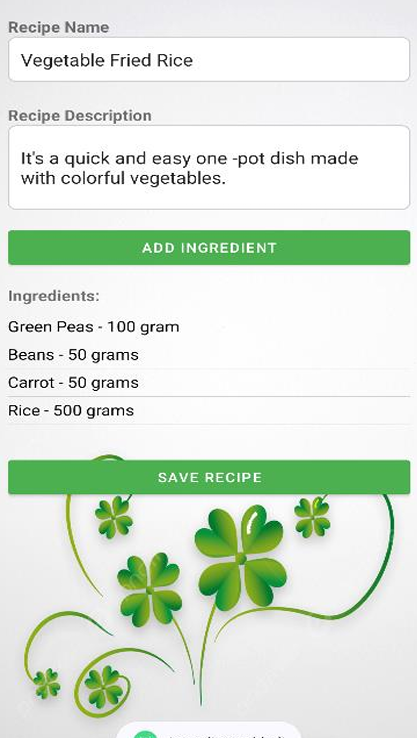 Recipe Name
Vegetable Fried Rice
Recipe Description
It's a quick and easy one -pot dish made
with colorful vegetables.
ADD INGREDIENT
Ingredients:
Green Peas - 100 gram
Beans - 50 grams
Carrot - 50 grams
Rice - 500 grams
SAVE RECIPE